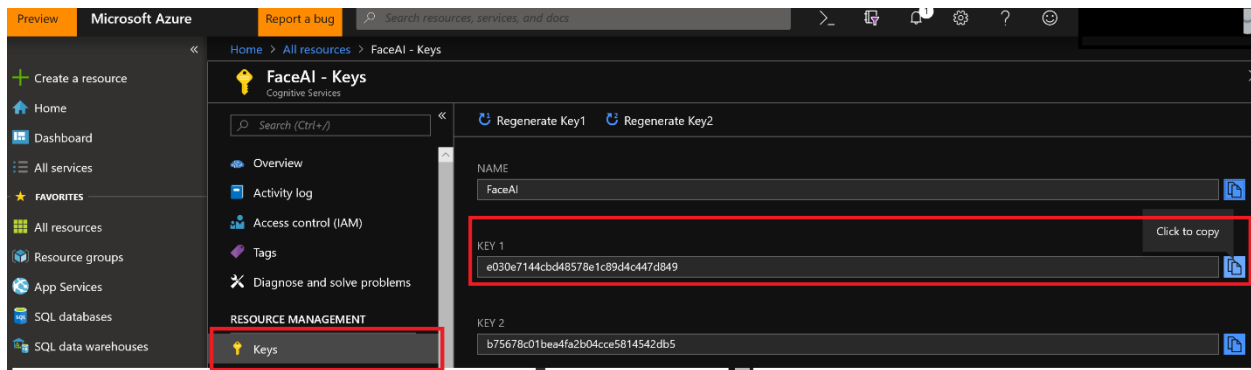 Preview Microsoft Azure Report a bug Search resources, services, and docs >_ 1 ?
«
Home > All resources > FaceAI - Keys
Create a resource
Home
Dashboard
All services
FAVORITES
All resources
Resource groups
App Services
SQL databases
SQL data warehouses
FaceAI - Keys
Cognitive Services
Search (Ctrl+/) «
Overview
Activity log
Access control (IAM)
Tags
Diagnose and solve problems
RESOURCE MANAGEMENT
Keys
Regenerate Key1 Regenerate Key2
NAME
FaceAI
Click to copy
KEY 1
e030e7144cbd48578e1c89d4c447d849
KEY 2
b75678c01bea4fa2b04cce5814542db5